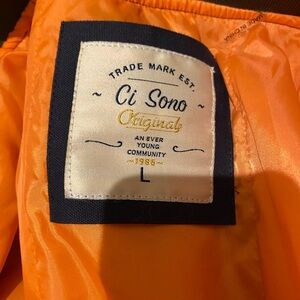 TRADE MARK EST.
~ Ci Sono ~
Originals
AN EVER
YOUNG
COMMUNITY
~1988~
L